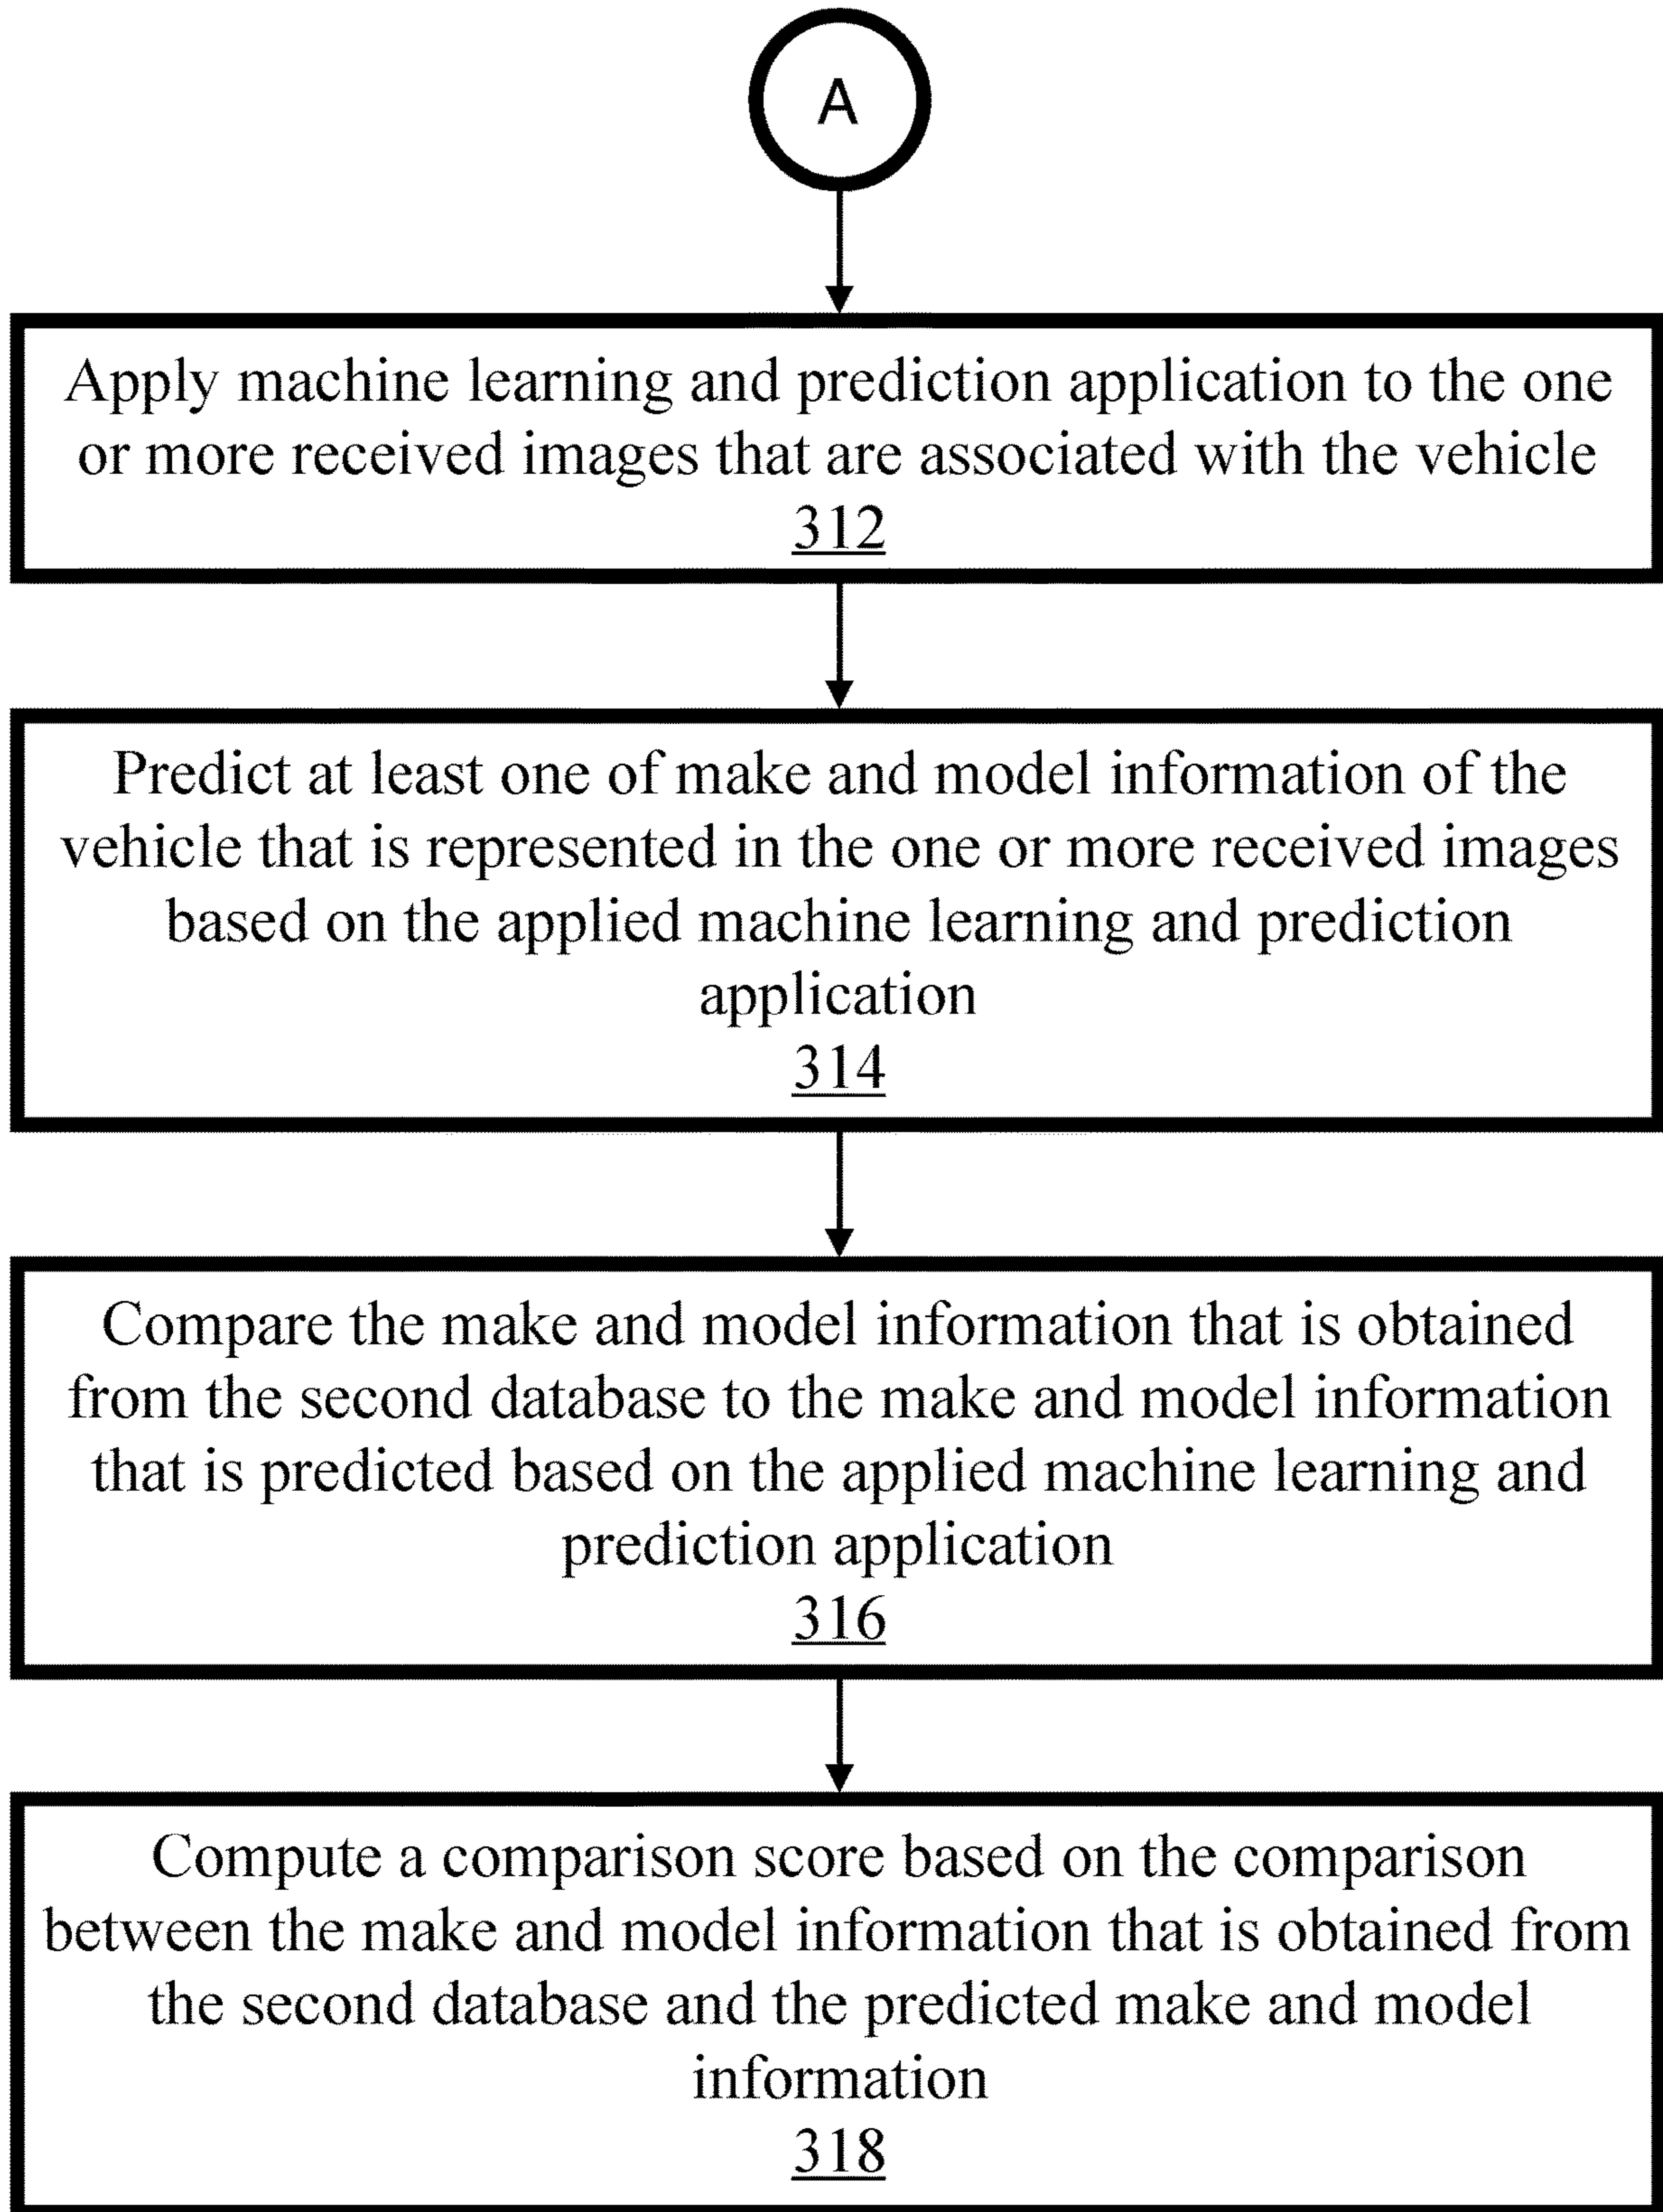 A
Apply machine learning and prediction application to the one
or more received images that are associated with the vehicle
312
Predict at least one of make and model information of the
vehicle that is represented in the one or more received images
based on the applied machine learning and prediction
application
314
Compare the make and model information that is obtained
from the second database to the make and model information
that is predicted based on the applied machine learning and
prediction application
316
Compute a comparison score based on the comparison
between the make and model information that is obtained from
the second database and the predicted make and model
information
318